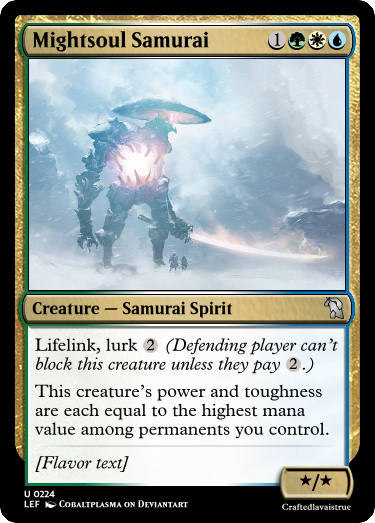 Mightsoul Samurai 1
Creature — Samurai Spirit
Lifelink, lurk 2 (Defending player can't
block this creature unless they pay 2.)
This creature's power and toughness
are each equal to the highest mana
value among permanents you control.
[Flavor text]
*/*
U 0224
LEF Cobaltplasma on Deviantart
Craftedlavaistrue